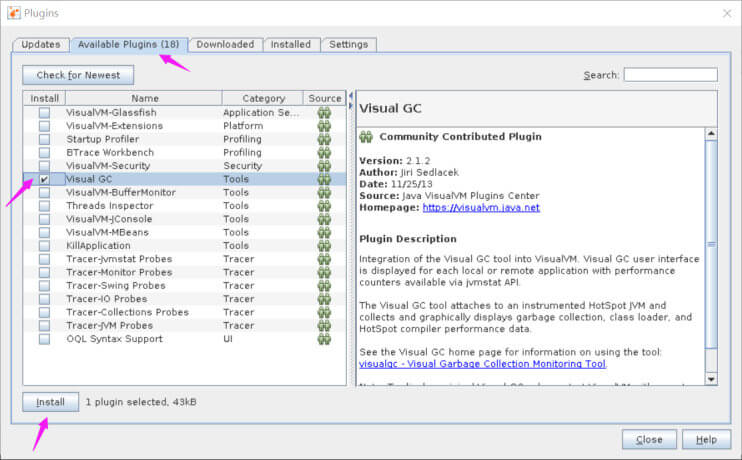 Plugins
Updates Available Plugins (18) Downloaded Installed Settings
Check for Newest Search:
Install Name Category Source
VisualVM-Glassfish Application Se...
VisualVM-Extensions Platform
Startup Profiler Profiling
BTrace Workbench Profiling
VisualVM-Security Security
Visual GC Tools
VisualVM-BufferMonitor Tools
Threads Inspector Tools
VisualVM-JConsole Tools
VisualVM-MBeans Tools
KillApplication Tools
Tracer-Jvmstat Probes Tracer
Tracer-Monitor Probes Tracer
Tracer-Swing Probes Tracer
Tracer-IO Probes Tracer
Tracer-Collections Probes Tracer
Tracer-JVM Probes Tracer
OQL Syntax Support UI
Visual GC
Community Contributed Plugin
Version: 2.1.2
Author: Jiri Sedlacek
Date: 11/25/13
Source: Java VisualVM Plugins Center
Homepage: https://visualvm.java.net
Plugin Description
Integration of the Visual GC tool into VisualVM. Visual GC user interface
is displayed for each local or remote application with performance
counters available via jvmstat API.
The Visual GC tool attaches to an instrumented HotSpot JVM and
collects and graphically displays garbage collection, class loader, and
HotSpot compiler performance data.
See the Visual GC home page for information on using the tool:
visualgc - Visual Garbage Collection Monitoring Tool.
Install 1 plugin selected, 43kB
Close Help